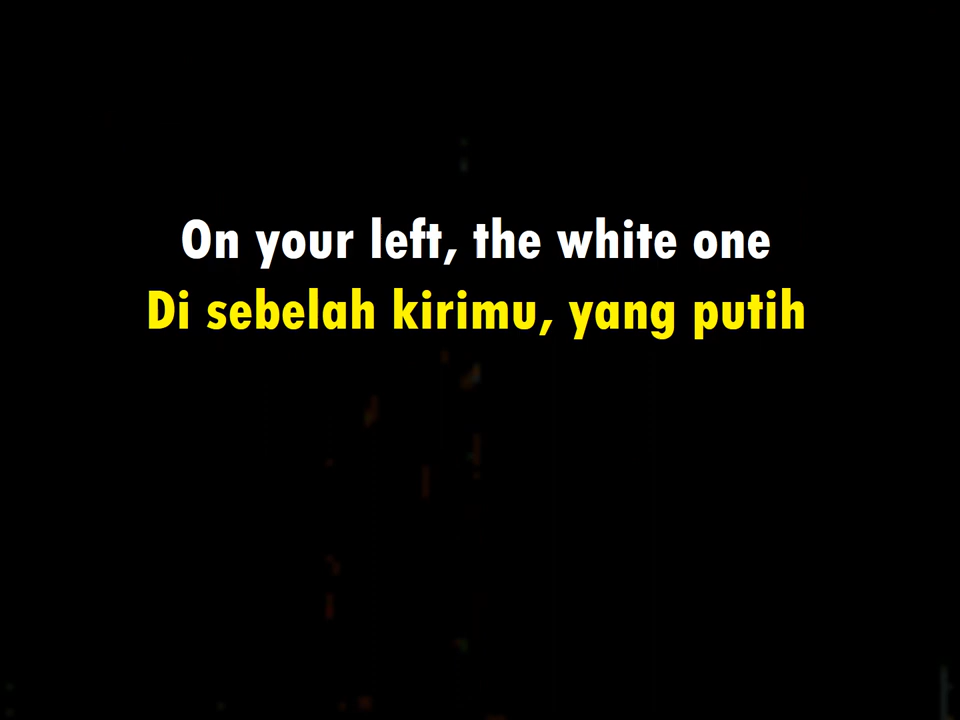 On your left, the white one
Di sebelah kirimu, yang putih